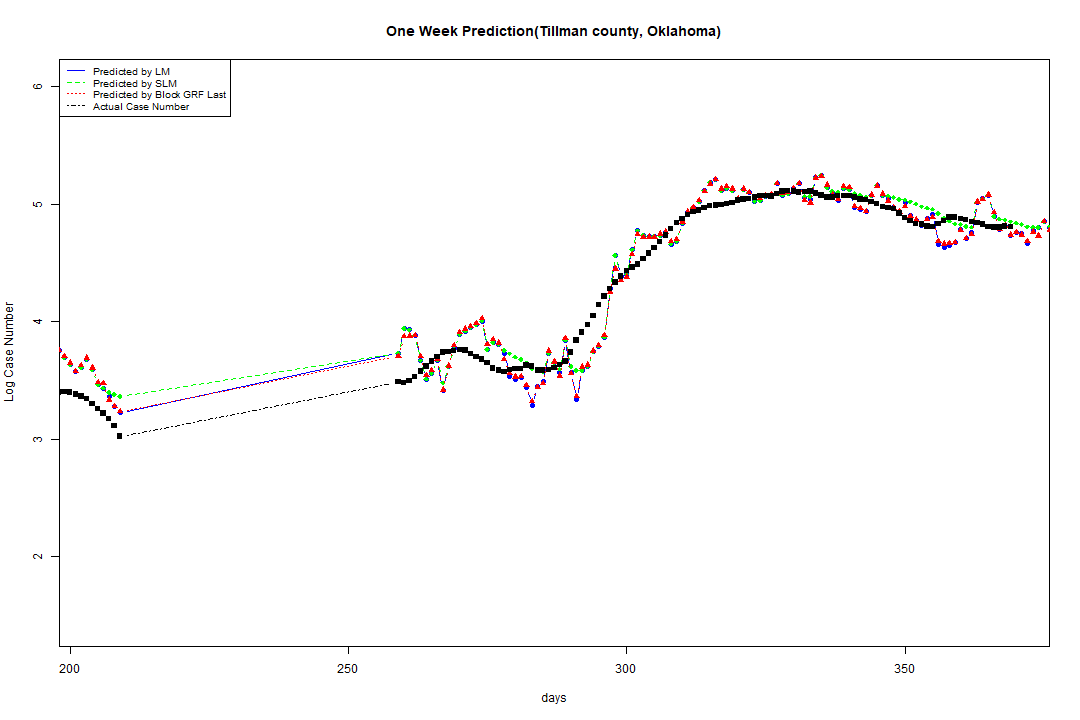 One Week Prediction(Tillman county, Oklahoma)
Predicted by LM
Predicted by SLM
Predicted by Block GRF Last
Actual Case Number
6
5
4
3
2
Log Case Number
200
250
300
350
days